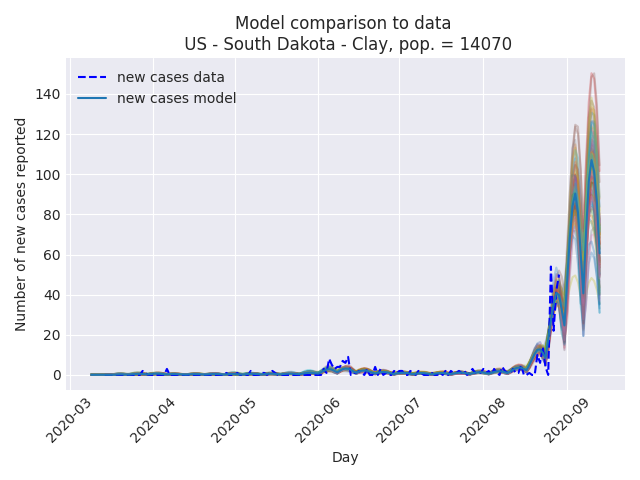 Model comparison to data
US - South Dakota - Clay, pop. = 14070
new cases data
new cases model
Number of new cases reported
140
120
100
80
60
40
20
0
2020-03
2020-04
2020-05
2020-06
2020-07
2020-08
2020-09
Day